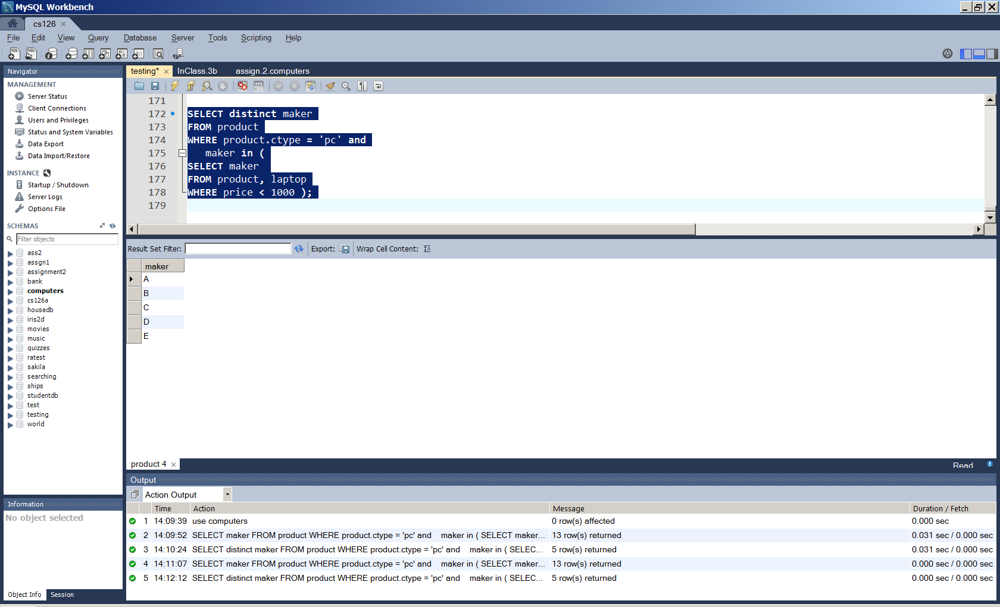 MySQL Workbench
cs126
File Edit View Query Database Server Tools Scripting Help
Navigator
MANAGEMENT
Server Status
Client Connections
Users and Privileges
Status and System Variables
Data Export
Data Import/Restore
INSTANCE
Startup / Shutdown
Server Logs
Options File
SCHEMAS
Filter objects
ass2
assgn1
assignment2
bank
computers
cs126a
housedb
iris2d
movies
music
quizzes
ratest
sakila
searching
ships
studentdb
test
testing
world
Information
No object selected
Object Info Session
testing* InClass.3b assign.2.computers
171
172 SELECT distinct maker
173 FROM product
174 WHERE product.ctype = 'pc' and
175 maker in (
176 SELECT maker
177 FROM product, laptop
178 WHERE price < 1000 );
179
Result Set Filter: Export: Wrap Cell Content:
maker
A
B
C
D
E
product 4 Read
Output
Action Output
Time Action Message Duration / Fetch
1 14:09:39 use computers 0 row(s) affected 0.000 sec
2 14:09:52 SELECT maker FROM product WHERE product.ctype = 'pc' and maker in ( SELECT maker... 13 row(s) returned 0.031 sec / 0.000 sec
3 14:10:24 SELECT distinct maker FROM product WHERE product.ctype = 'pc' and maker in ( SELEC... 5 row(s) returned 0.031 sec / 0.000 sec
4 14:11:07 SELECT maker FROM product WHERE product.ctype = 'pc' and maker in ( SELECT maker... 13 row(s) returned 0.000 sec / 0.000 sec
5 14:12:12 SELECT distinct maker FROM product WHERE product.ctype = 'pc' and maker in ( SELEC... 5 row(s) returned 0.000 sec / 0.000 sec